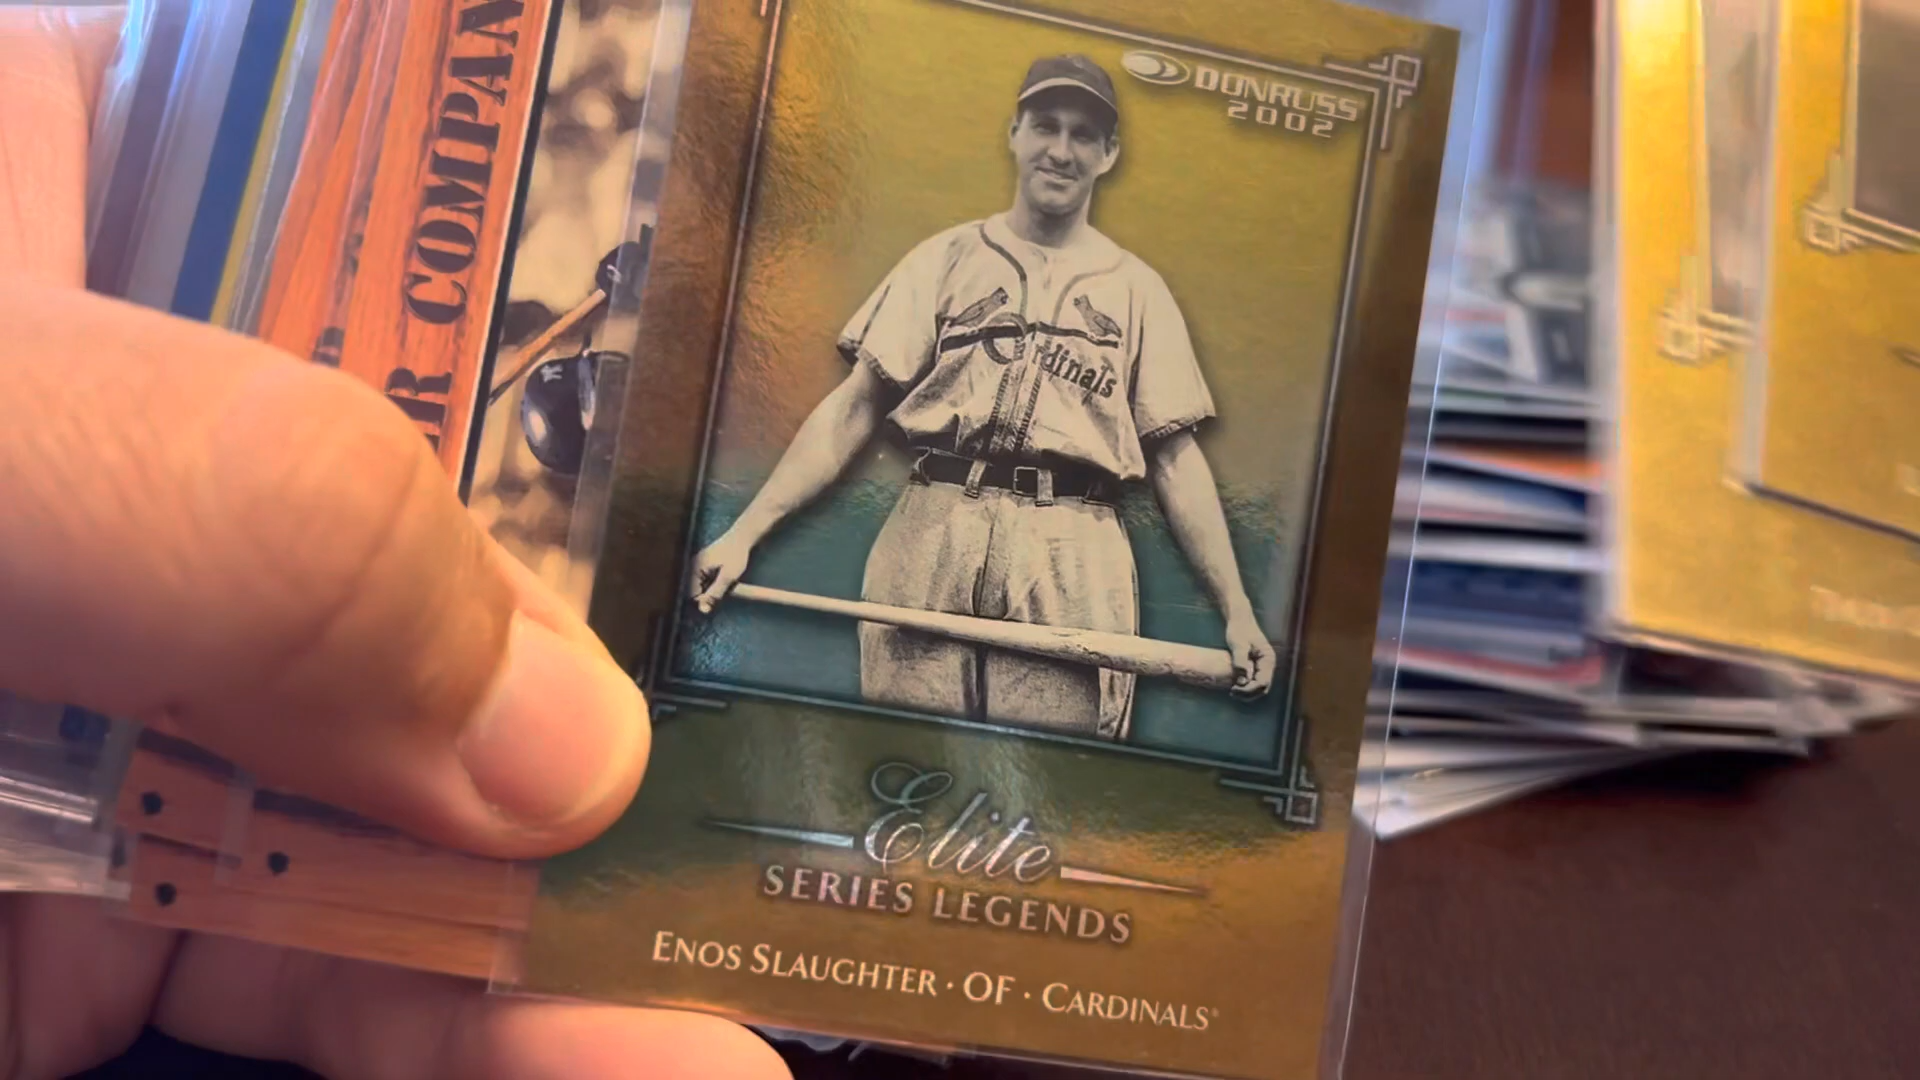 R COMPAN
DONRUSS
2002
Cardinals
Elite
SERIES LEGENDS
ENOS SLAUGHTER · OF · CARDINALS